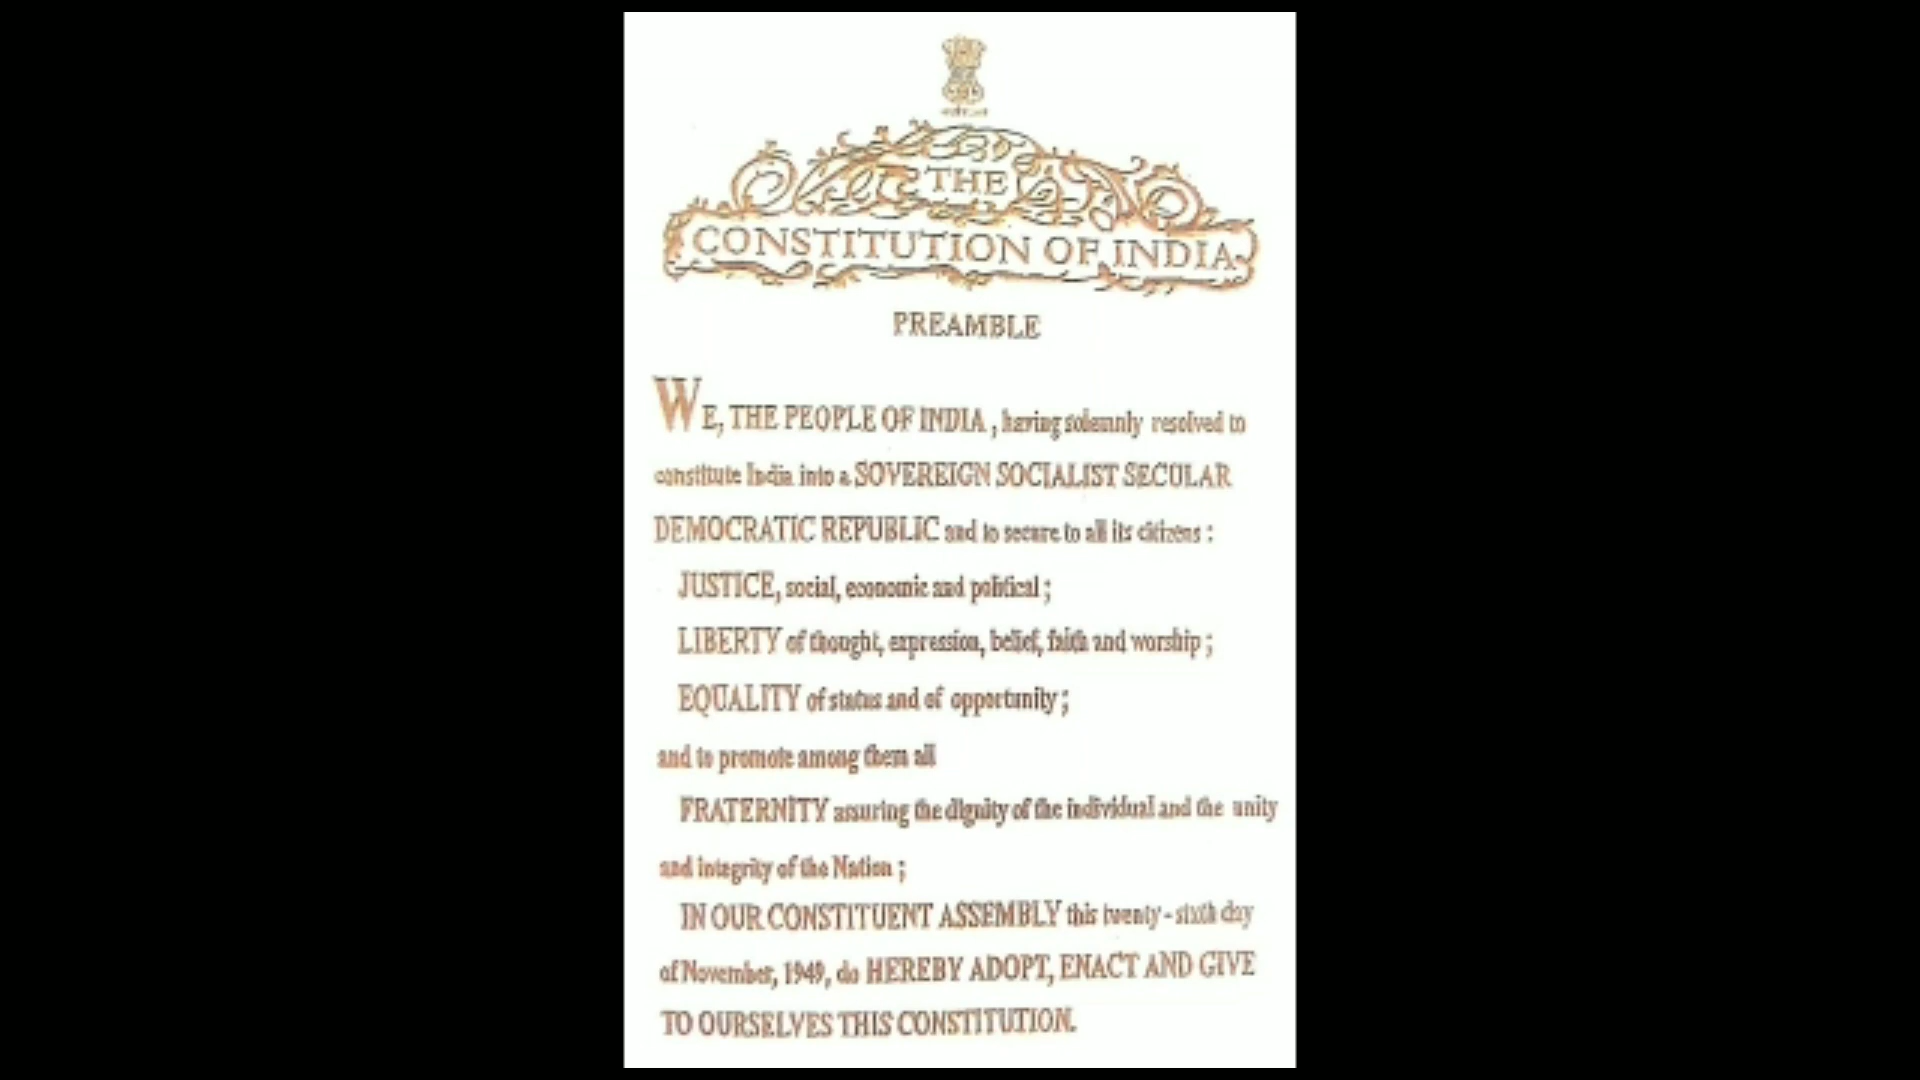 THE
CONSTITUTION OF INDIA
PREAMBLE
WE, THE PEOPLE OF INDIA, having solemnly resolved to
constitute India into a SOVEREIGN SOCIALIST SECULAR
DEMOCRATIC REPUBLIC and to secure to all its citizens :
JUSTICE, social, economic and political ;
LIBERTY of thought, expression, belief, faith and worship ;
EQUALITY of status and of opportunity ;
and to promote among them all
FRATERNITY assuring the dignity of the individual and the unity
and integrity of the Nation ;
IN OUR CONSTITUENT ASSEMBLY this twenty - sixth day
of November, 1949, do HEREBY ADOPT, ENACT AND GIVE
TO OURSELVES THIS CONSTITUTION.